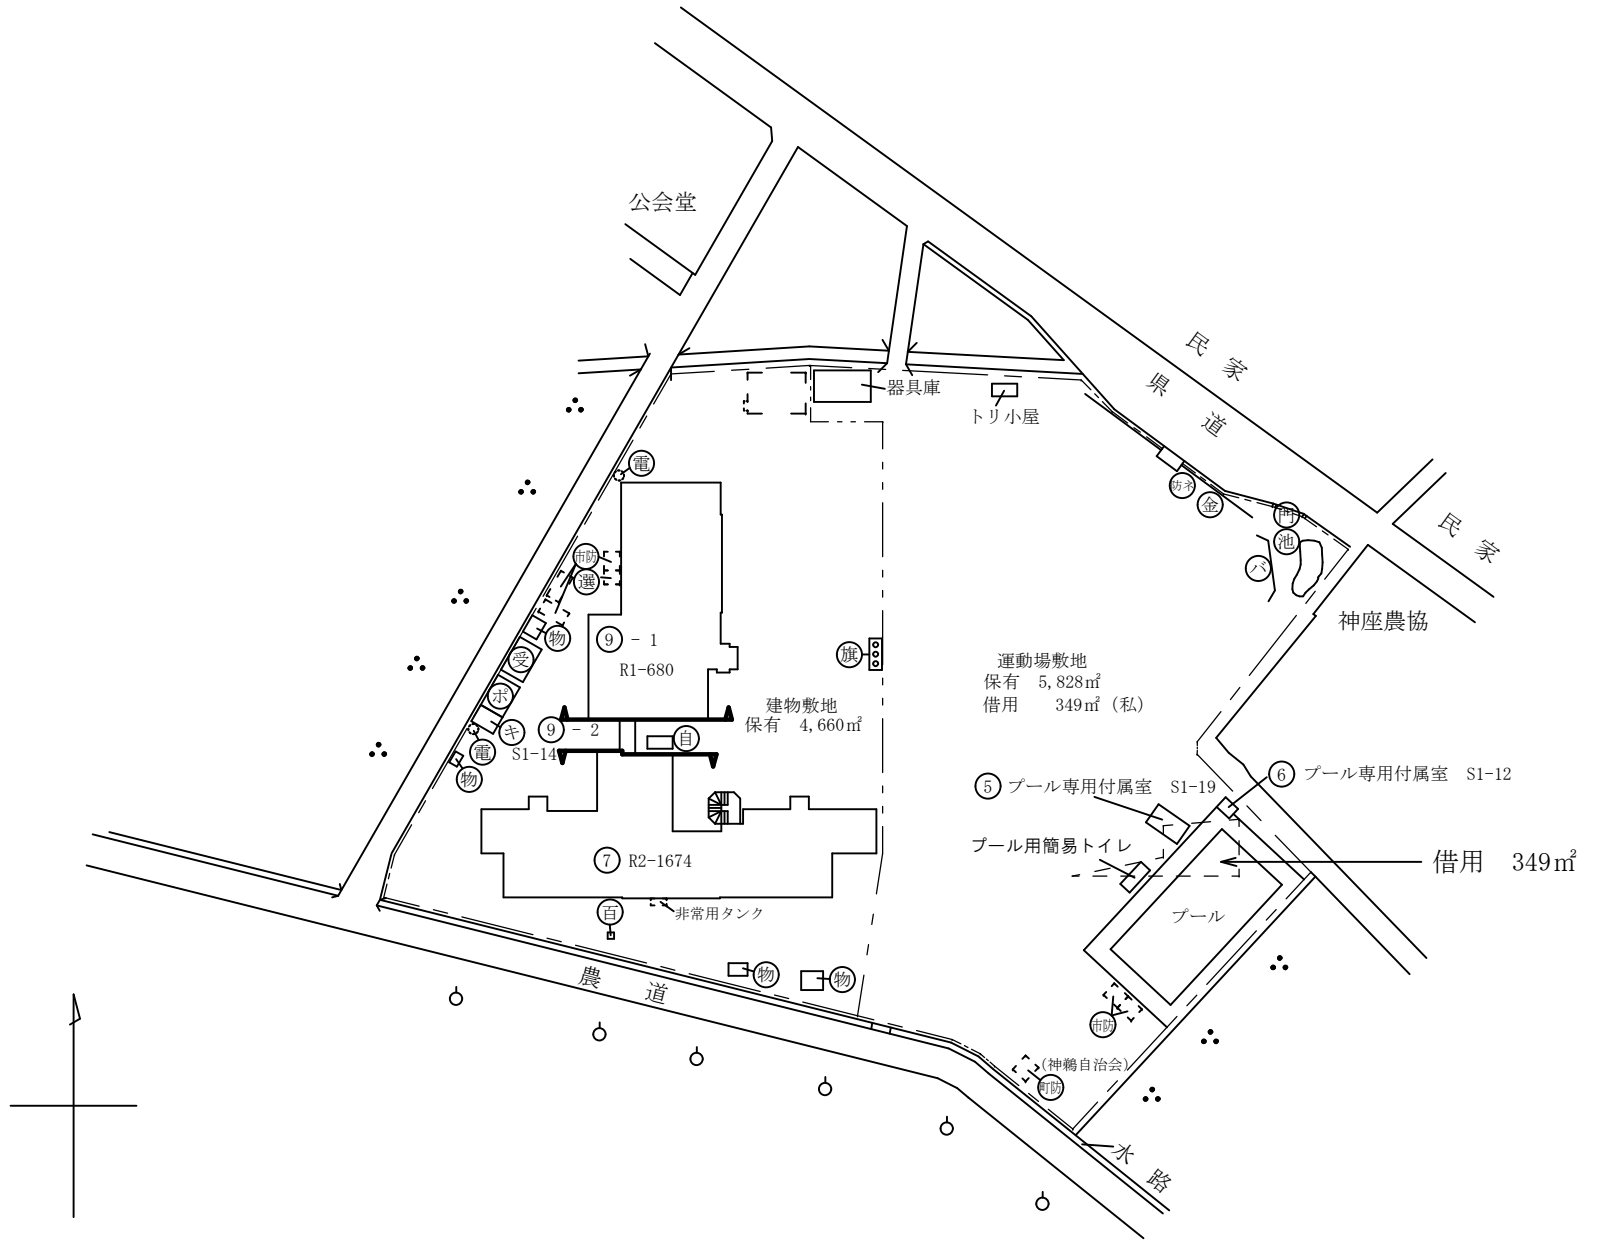 公会堂
民家
県道
器具庫
トリ小屋
電
防ネ
金
門
池
バ
民家
市防
選
神座農協
物
⑨ - 1
受
R1-680
旗
運動場敷地
保有 5,828㎡
借用 349㎡ (私)
ポ
建物敷地
保有 4,660㎡
キ
⑨ - 2
自
電
S1-14
物
⑤ プール専用付属室 S1-19
⑥ プール専用付属室 S1-12
プール用簡易トイレ
借用 349㎡
⑦ R2-1674
プール
百
非常用タンク
物
物
農道
市防
(神鵜自治会)
町防
水路